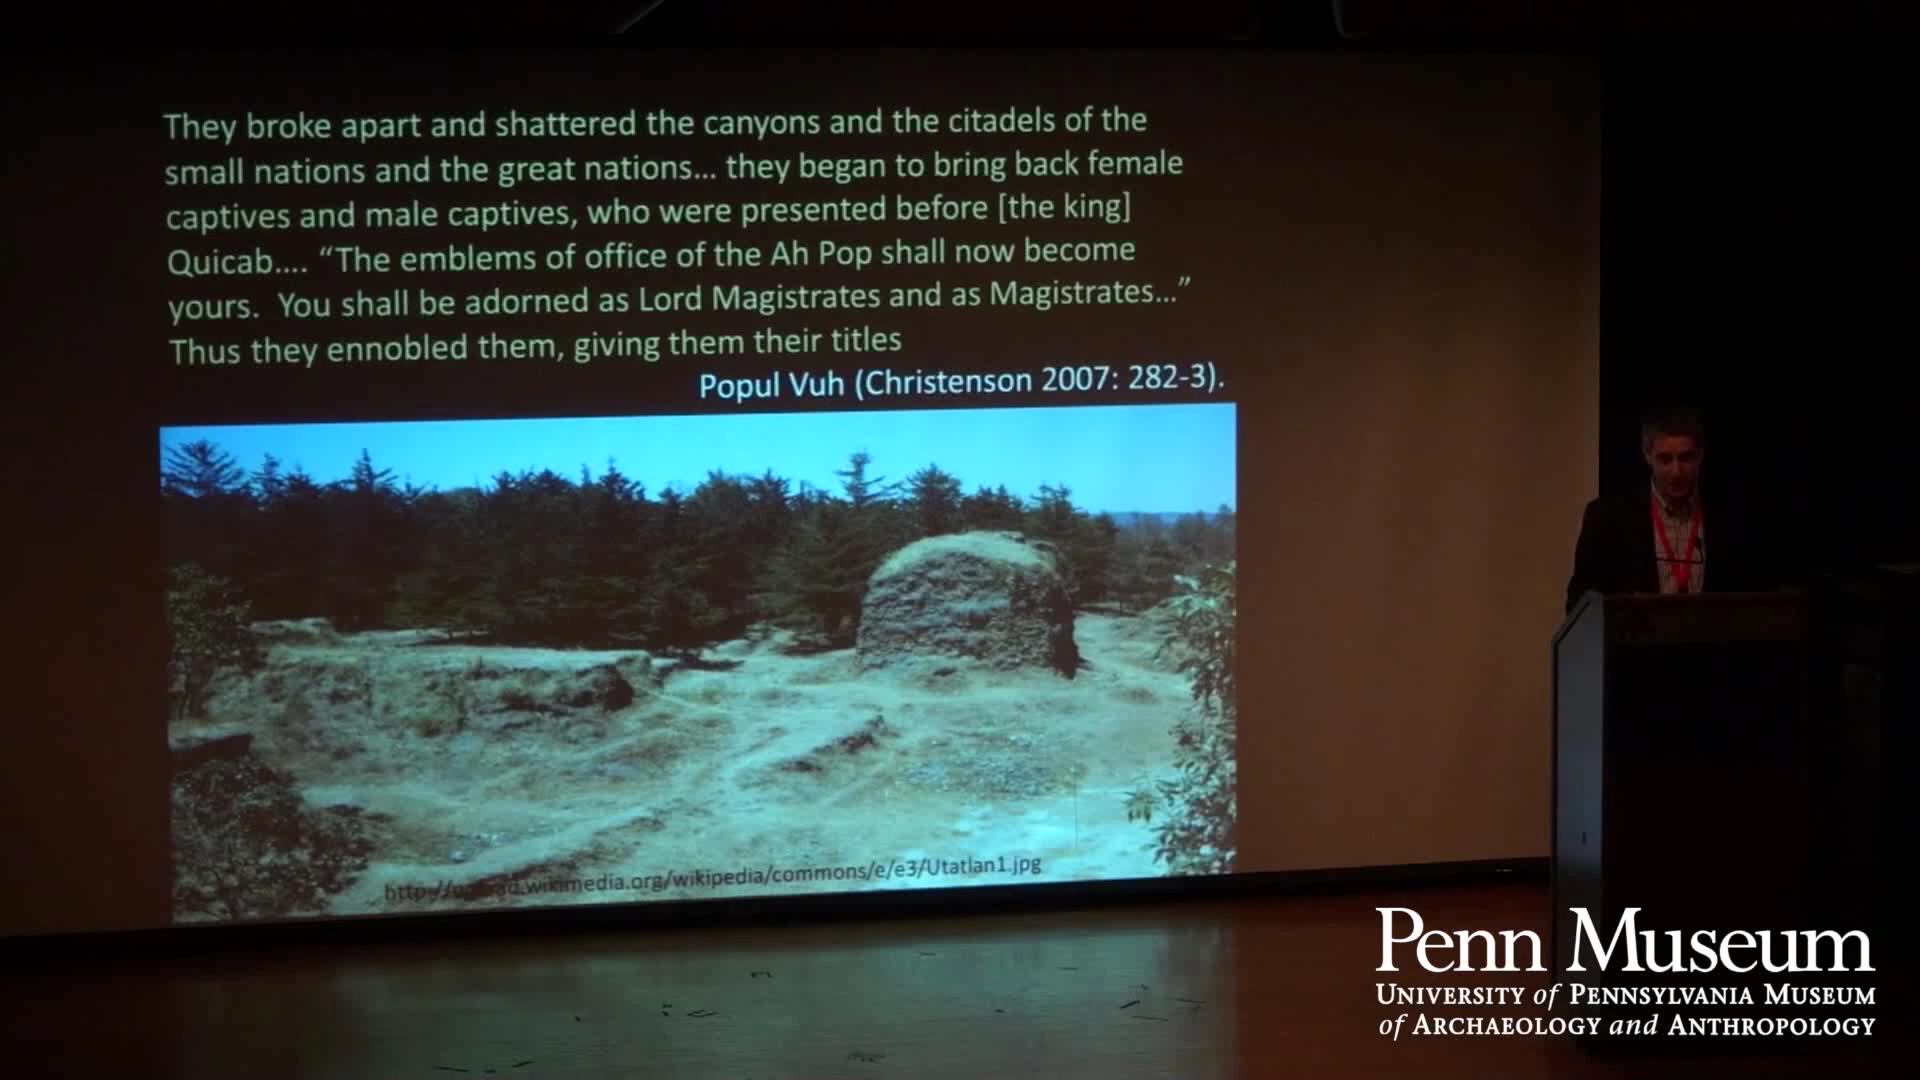 They broke apart and shattered the canyons and the citadels of the
small nations and the great nations... they began to bring back female
captives and male captives, who were presented before [the king]
Quicab.... “The emblems of office of the Ah Pop shall now become
yours.  You shall be adorned as Lord Magistrates and as Magistrates...”
Thus they ennobled them, giving them their titles
Popul Vuh (Christenson 2007: 282-3).
http://upload.wikimedia.org/wikipedia/commons/e/e3/Utatlan1.jpg
Penn Museum
UNIVERSITY of PENNSYLVANIA MUSEUM
of ARCHAEOLOGY and ANTHROPOLOGY